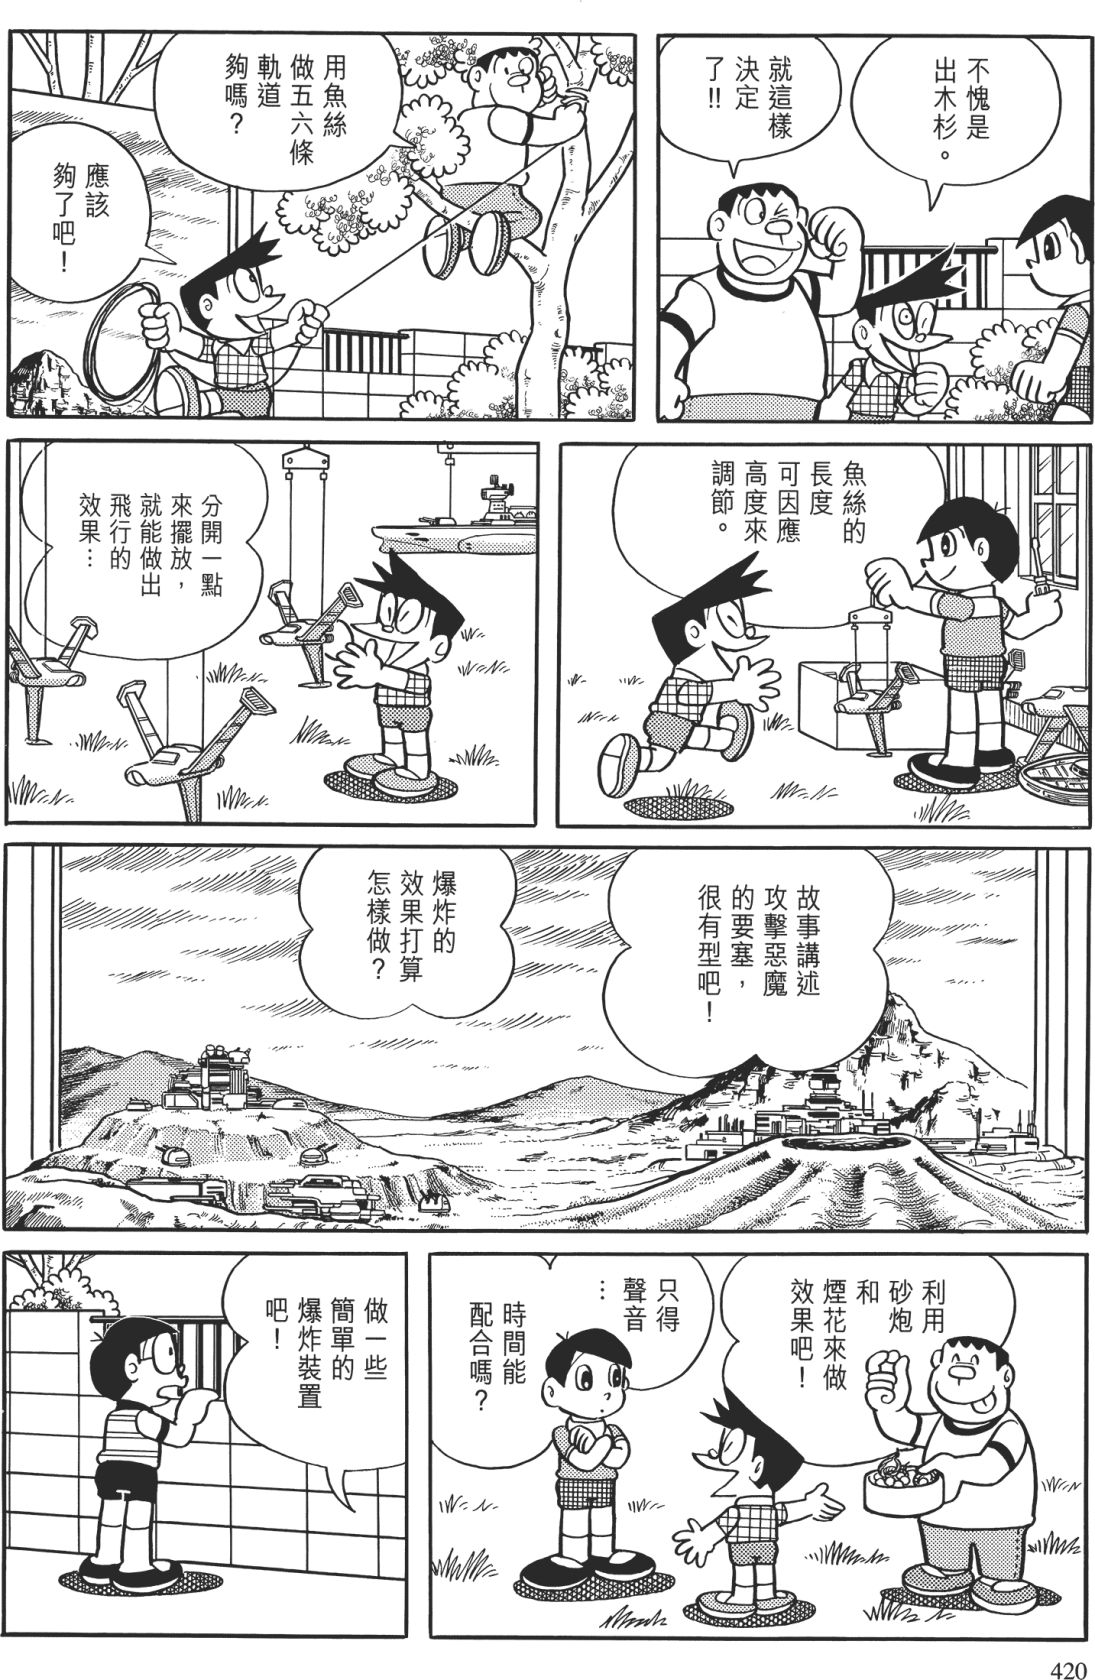 不愧是
出木杉。
就這樣
決定
了!!
用魚絲
做五六條
軌道
夠嗎？
應該
夠了吧！
魚絲的
長度
可因應
高度來
調節。
分開一點
來擺放，
就能做出
飛行的
效果…
故事講述
攻擊惡魔
的要塞，
很有型吧！
爆炸的
效果打算
怎樣做？
利用
砂炮
和
煙花來做
效果吧！
只得
聲音
…
時間能
配合嗎？
做一些
簡單的
爆炸裝置
吧！
420